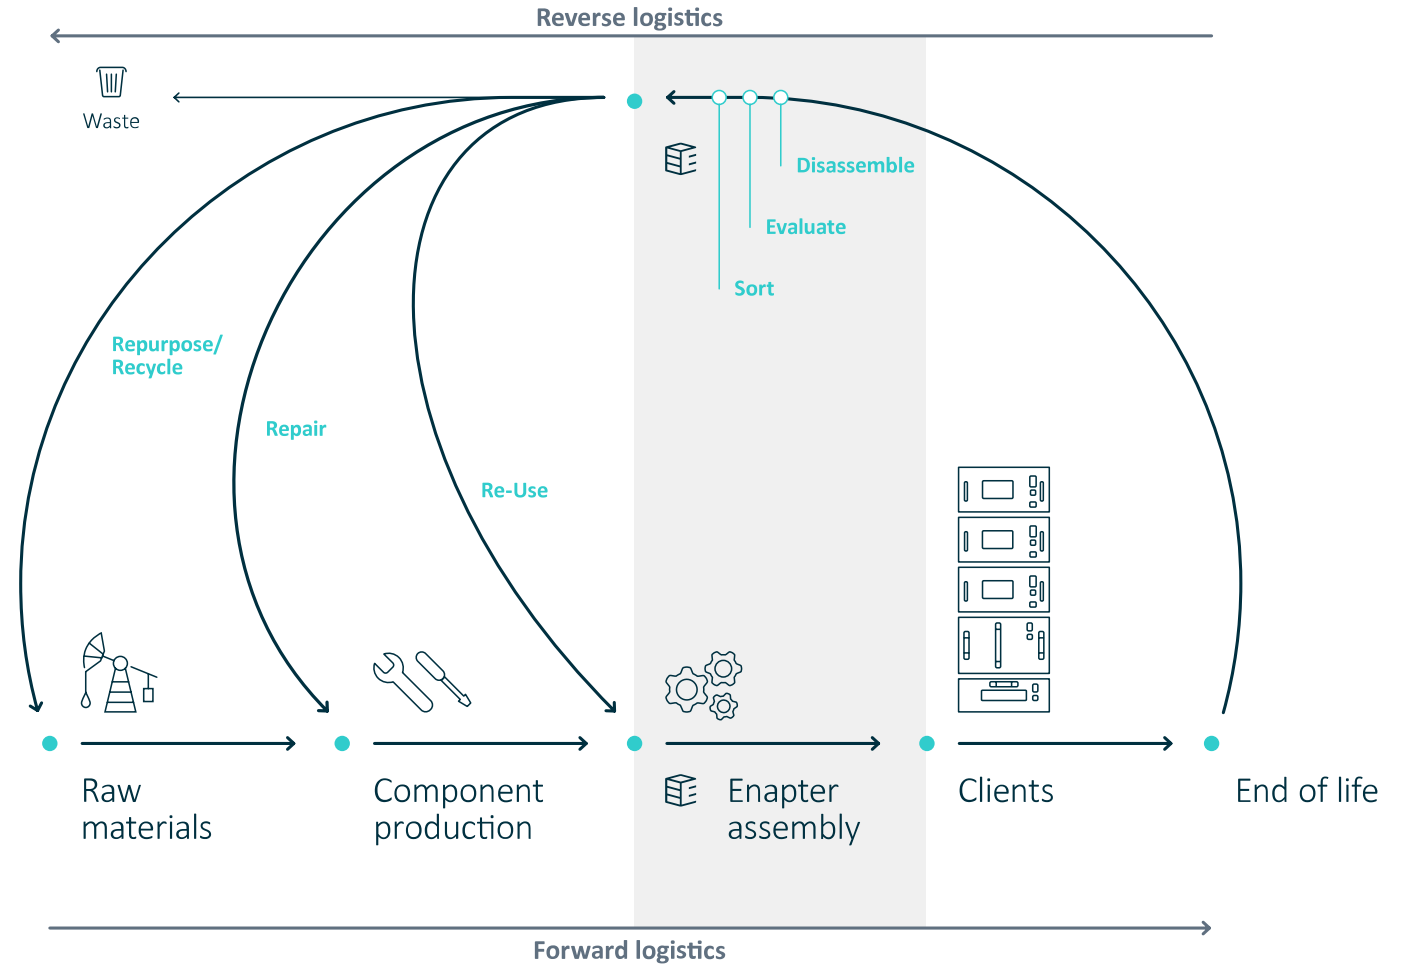 Reverse logistics
Waste
Disassemble
Evaluate
Sort
Repurpose/
Recycle
Repair
Re-Use
Raw
materials
Component
production
Enapter
assembly
Clients
End of life
Forward logistics